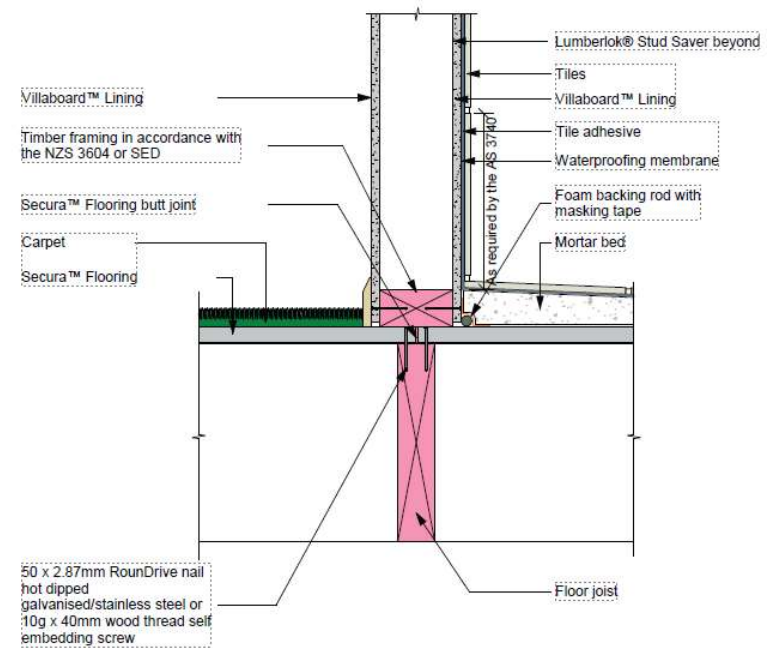 Lumberlok® Stud Saver beyond
Tiles
Villaboard™ Lining
Villaboard™ Lining
Tile adhesive
Timber framing in accordance with
the NZS 3604 or SED
Waterproofing membrane
As required by the AS 3740
Secura™ Flooring butt joint
Foam backing rod with
masking tape
Carpet
Mortar bed
Secura™ Flooring
50 x 2.87mm RounDrive nail
hot dipped
galvanised/stainless steel or
10g x 40mm wood thread self
embedding screw
Floor joist